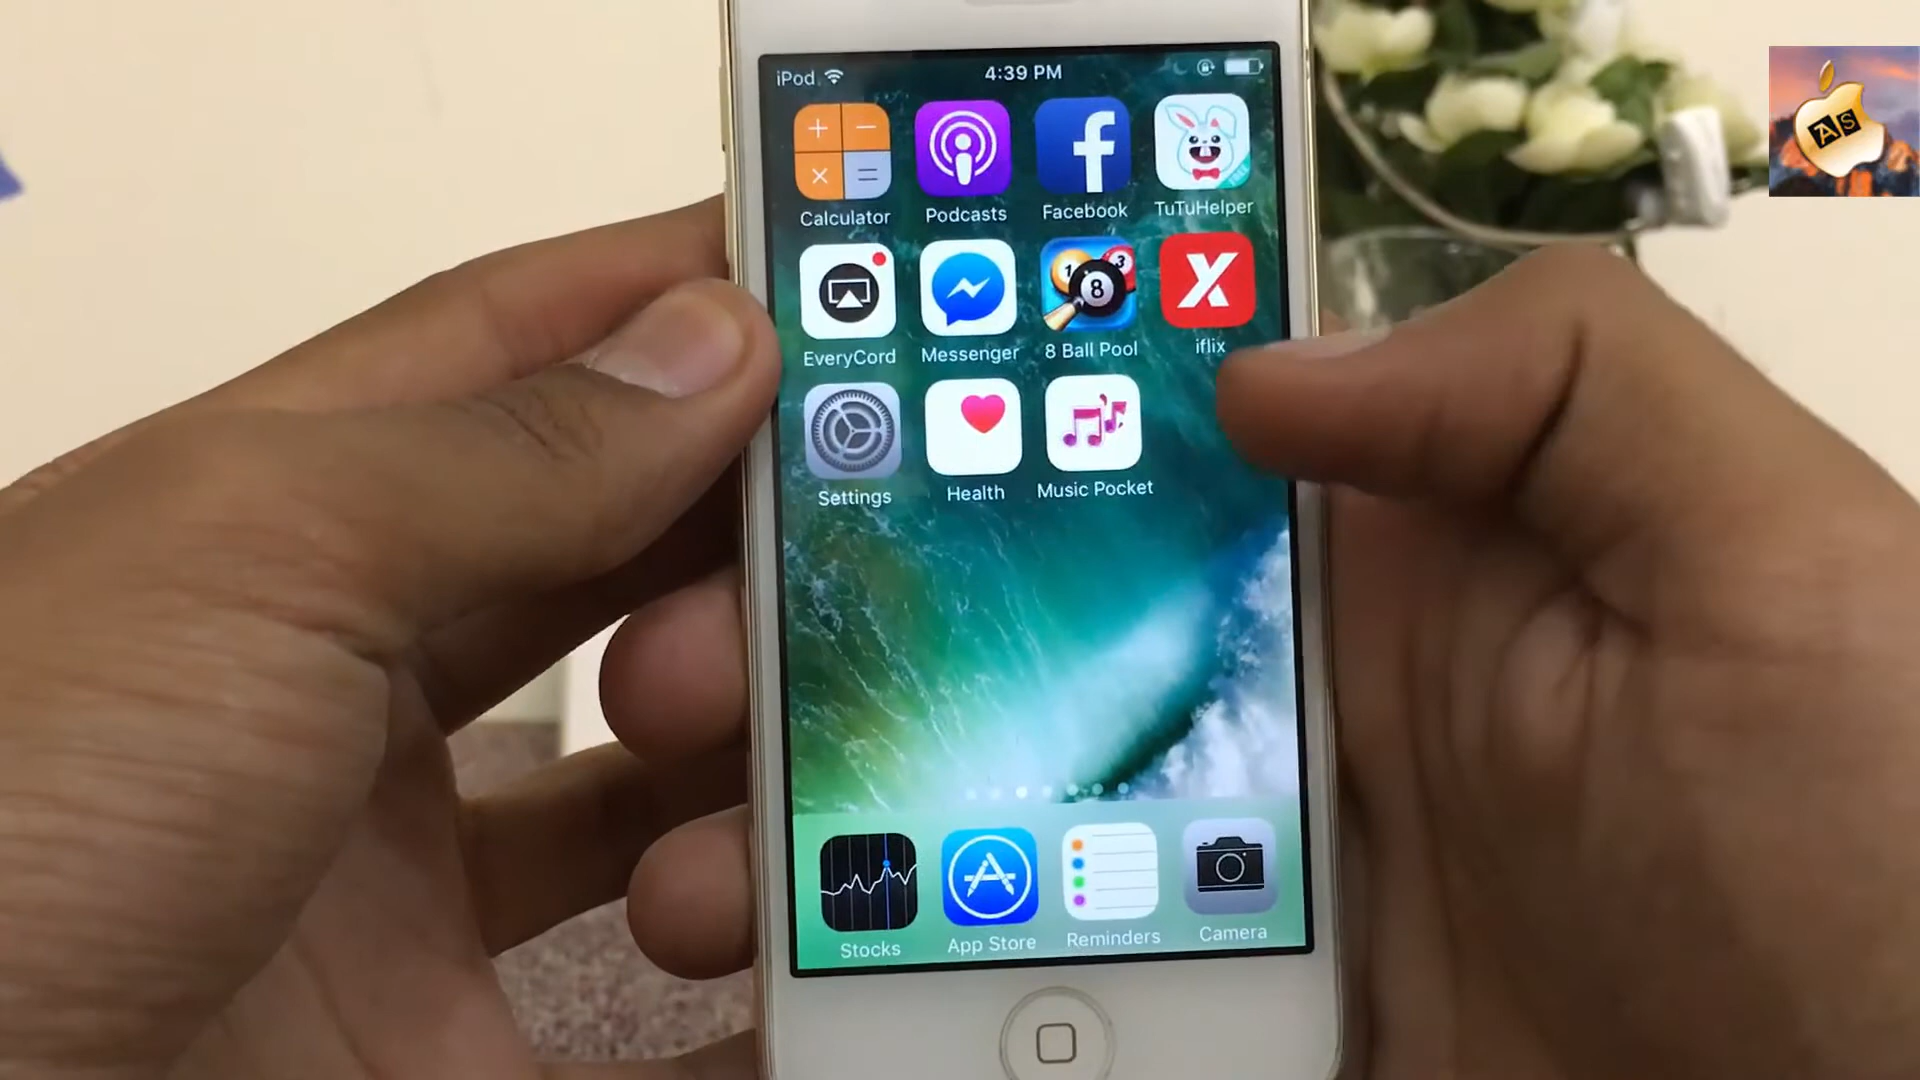 iPod 4:39 PM
Calculator Podcasts Facebook TuTuHelper
EveryCord Messenger 8 Ball Pool iflix
Settings Health Music Pocket
Stocks App Store Reminders Camera
AS